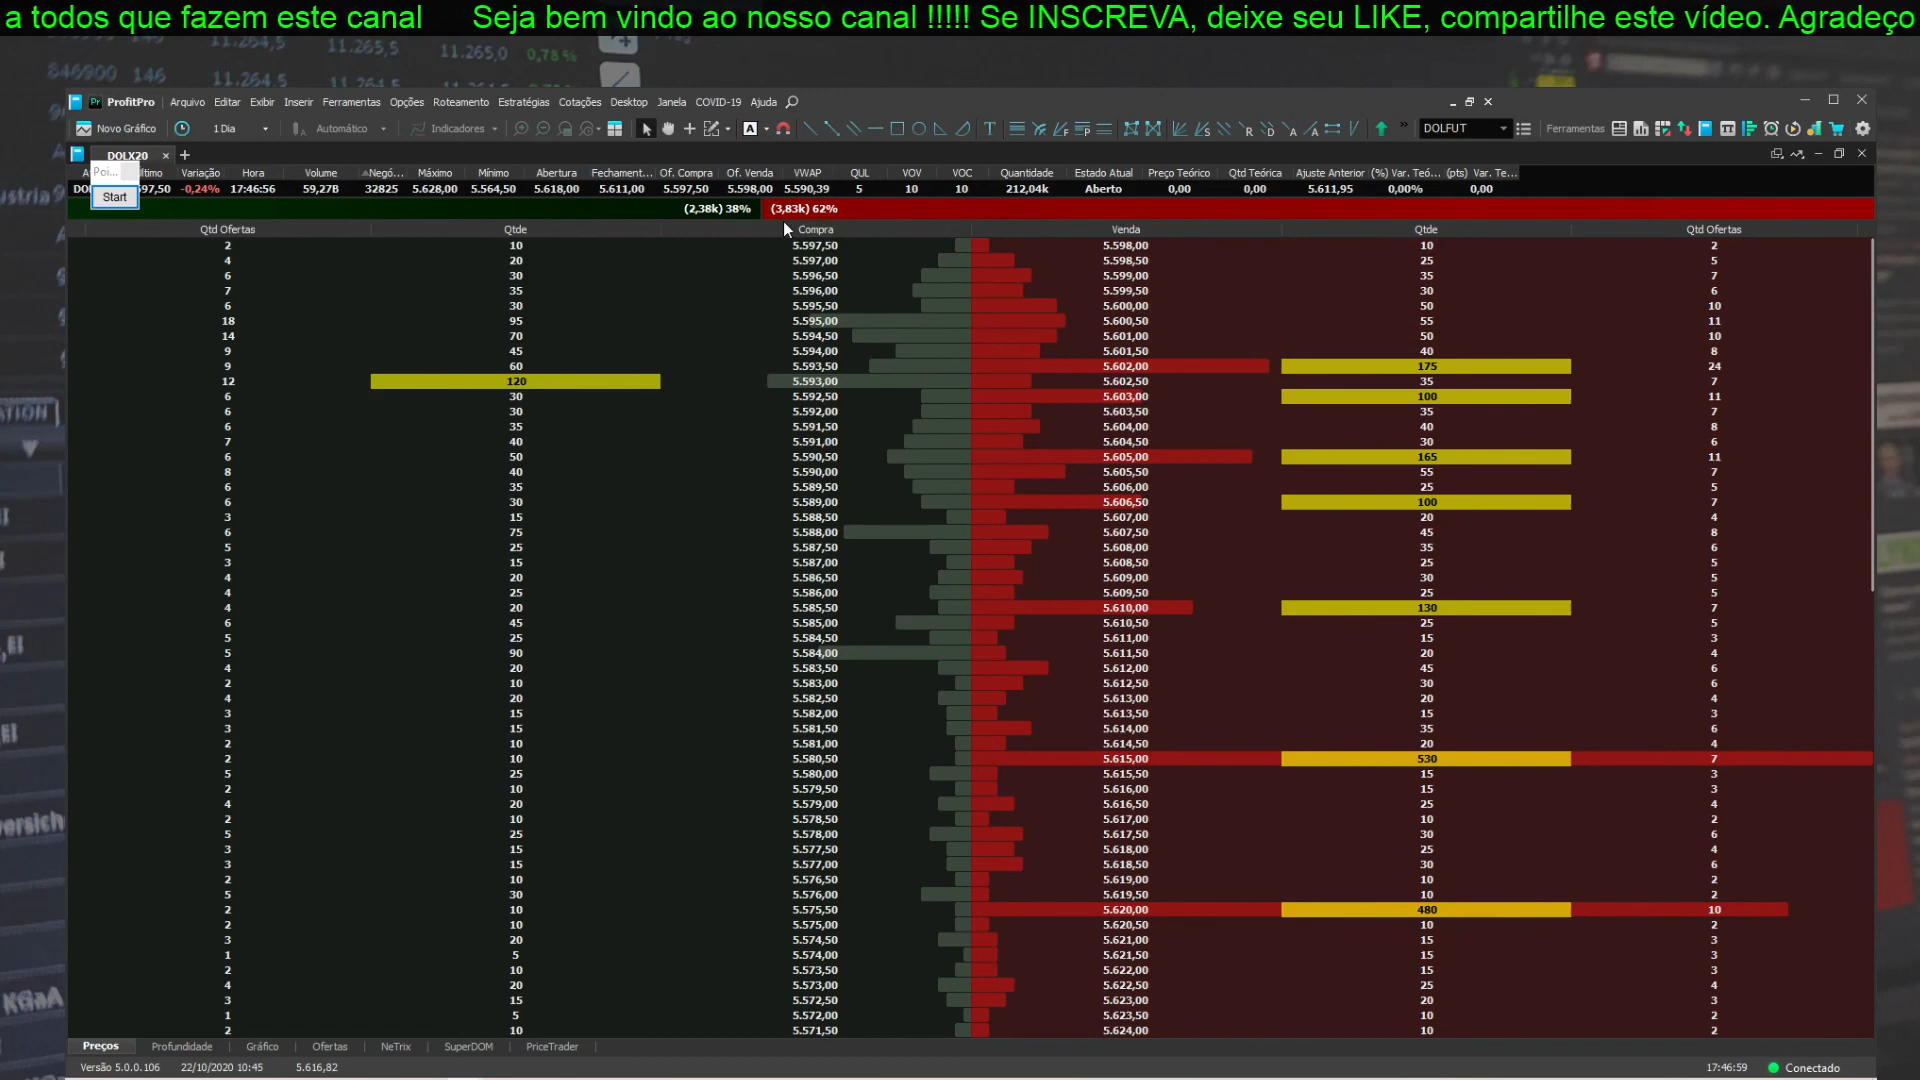 a todos que fazem este canal Seja bem vindo ao nosso canal !!!!! Se INSCREVA, deixe seu LIKE, compartilhe este vídeo. Agradeço
11.264,5 11.265,5 11.265,0 0,78 %
846900 146 11.264,5 11.264,5
Pr ProfitPro Arquivo Editar Exibir Inserir Ferramentas Opções Roteamento Estratégias Cotações Desktop Janela COVID-19 Ajuda
Novo Gráfico 1 Dia Automático Indicadores A T DOLFUT Ferramentas
DOLX20
Poi...
Start
Último Variação Hora Volume Negó... Máximo Mínimo Abertura Fechament... Of. Compra Of. Venda VWAP QUL VOV VOC Quantidade Estado Atual Preço Teórico Qtd Teórica Ajuste Anterior (%) Var. Teó... (pts) Var. Te...
DO 597,50 -0,24% 17:46:56 59,27B 32825 5.628,00 5.564,50 5.618,00 5.611,00 5.597,50 5.598,00 5.590,39 5 10 10 212,04k Aberto 0,00 0,00 5.611,95 0,00% 0,00
(2,38k) 38% (3,83k) 62%
Qtd Ofertas Qtde Compra Venda Qtde Qtd Ofertas
2 10 5.597,50 5.598,00 10 2
4 20 5.597,00 5.598,50 25 5
6 30 5.596,50 5.599,00 35 7
7 35 5.596,00 5.599,50 30 6
6 30 5.595,50 5.600,00 50 10
18 95 5.595,00 5.600,50 55 11
14 70 5.594,50 5.601,00 50 10
9 45 5.594,00 5.601,50 40 8
9 60 5.593,50 5.602,00 175 24
12 120 5.593,00 5.602,50 35 7
6 30 5.592,50 5.603,00 100 11
6 30 5.592,00 5.603,50 35 7
6 35 5.591,50 5.604,00 40 8
7 40 5.591,00 5.604,50 30 6
6 50 5.590,50 5.605,00 165 11
8 40 5.590,00 5.605,50 55 7
6 35 5.589,50 5.606,00 25 5
6 30 5.589,00 5.606,50 100 7
3 15 5.588,50 5.607,00 20 4
6 75 5.588,00 5.607,50 45 8
5 25 5.587,50 5.608,00 35 6
3 15 5.587,00 5.608,50 25 5
4 20 5.586,50 5.609,00 30 5
4 25 5.586,00 5.609,50 25 5
4 20 5.585,50 5.610,00 130 7
6 45 5.585,00 5.610,50 25 5
5 25 5.584,50 5.611,00 15 3
5 90 5.584,00 5.611,50 20 4
4 20 5.583,50 5.612,00 45 6
2 10 5.583,00 5.612,50 30 6
4 20 5.582,50 5.613,00 20 4
3 15 5.582,00 5.613,50 15 3
3 15 5.581,50 5.614,00 35 6
2 10 5.581,00 5.614,50 20 4
2 10 5.580,50 5.615,00 530 7
5 25 5.580,00 5.615,50 15 3
2 10 5.579,50 5.616,00 15 3
4 20 5.579,00 5.616,50 25 4
2 10 5.578,50 5.617,00 10 2
5 25 5.578,00 5.617,50 30 6
3 15 5.577,50 5.618,00 25 4
3 15 5.577,00 5.618,50 30 6
2 10 5.576,50 5.619,00 10 2
5 30 5.576,00 5.619,50 10 2
2 10 5.575,50 5.620,00 480 10
2 10 5.575,00 5.620,50 10 2
3 20 5.574,50 5.621,00 15 3
1 5 5.574,00 5.621,50 15 3
2 10 5.573,50 5.622,00 15 3
4 20 5.573,00 5.622,50 25 4
3 15 5.572,50 5.623,00 20 3
1 5 5.572,00 5.623,50 10 2
2 10 5.571,50 5.624,00 10 2
Preços Profundidade Gráfico Ofertas NeTrix SuperDOM PriceTrader
Versão 5.0.0.106 22/10/2020 10:45 5.616,82 17:46:59 Conectado
KGaA